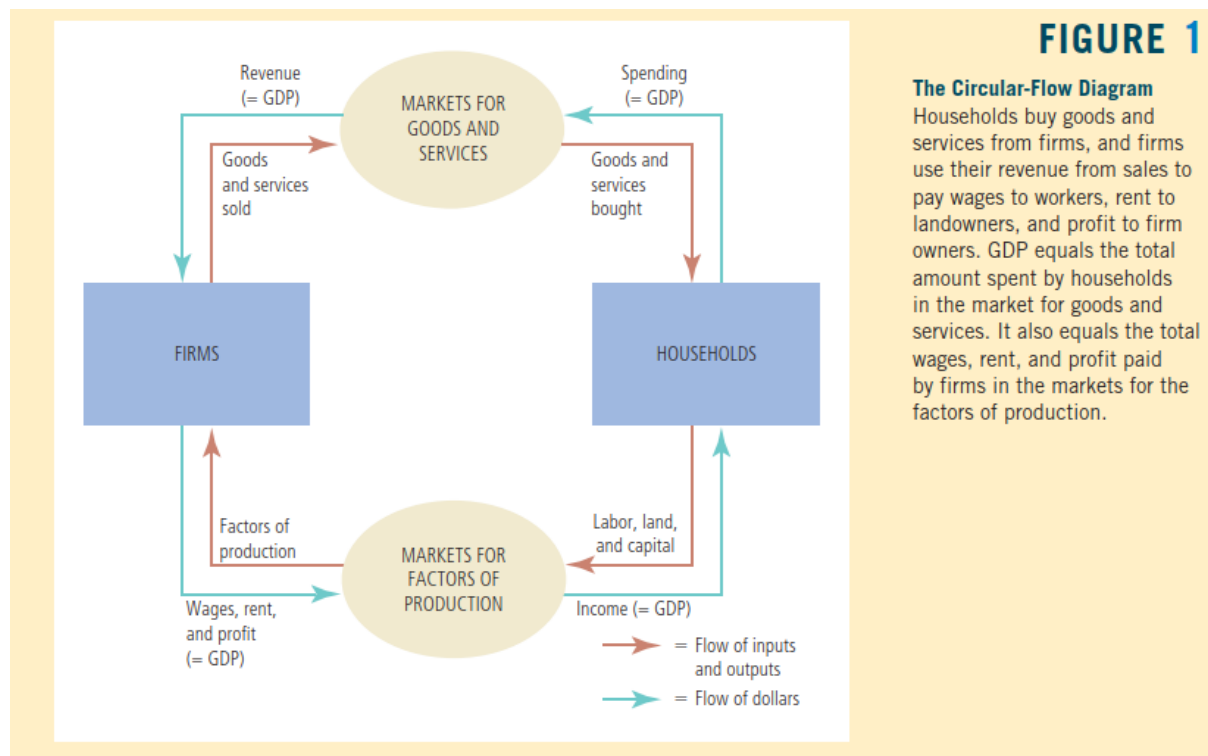 FIGURE 1
The Circular-Flow Diagram
Households buy goods and
services from firms, and firms
use their revenue from sales to
pay wages to workers, rent to
landowners, and profit to firm
owners. GDP equals the total
amount spent by households
in the market for goods and
services. It also equals the total
wages, rent, and profit paid
by firms in the markets for the
factors of production.
Revenue
(= GDP)
MARKETS FOR
GOODS AND
SERVICES
Spending
(= GDP)
Goods
and services
sold
Goods and
services
bought
FIRMS
HOUSEHOLDS
Factors of
production
MARKETS FOR
FACTORS OF
PRODUCTION
Labor, land,
and capital
Wages, rent,
and profit
(= GDP)
Income (= GDP)
= Flow of inputs
and outputs
= Flow of dollars